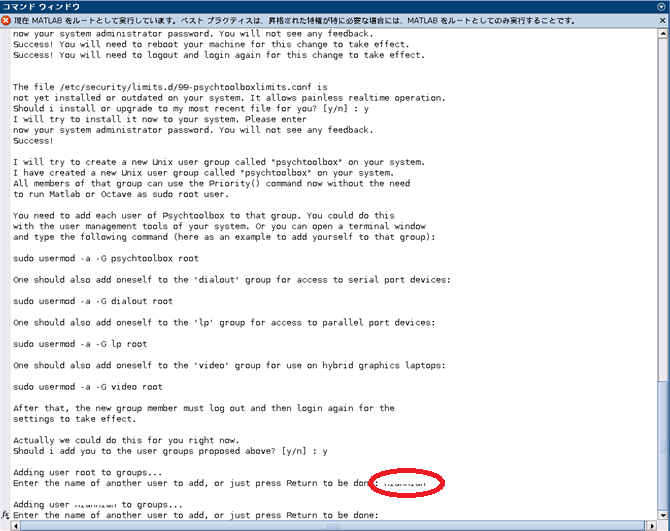 コマンド ウィンドウ
現在 MATLAB をルートとして実行しています。ベスト プラクティスは、昇格された特権が特に必要な場合には、MATLAB をルートとしてのみ実行することです。
now your system administrator password. You will not see any feedback.
Success! You will need to reboot your machine for this change to take effect.
Success! You will need to logout and login again for this change to take effect.
The file /etc/security/limits.d/99-psychtoolboxlimits.conf is
not yet installed or outdated on your system. It allows painless realtime operation.
Should i install or upgrade to my most recent file for you? [y/n] : y
I will try to install it now to your system. Please enter
now your system administrator password. You will not see any feedback.
Success!
I will try to create a new Unix user group called "psychtoolbox" on your system.
I have created a new Unix user group called "psychtoolbox" on your system.
All members of that group can use the Priority() command now without the need
to run Matlab or Octave as sudo root user.
You need to add each user of Psychtoolbox to that group. You could do this
with the user management tools of your system. Or you can open a terminal window
and type the following command (here as an example to add yourself to that group):
sudo usermod -a -G psychtoolbox root
One should also add oneself to the 'dialout' group for access to serial port devices:
sudo usermod -a -G dialout root
One should also add oneself to the 'lp' group for access to parallel port devices:
sudo usermod -a -G lp root
One should also add oneself to the 'video' group for use on hybrid graphics laptops:
sudo usermod -a -G video root
After that, the new group member must log out and then login again for the
settings to take effect.
Actually we could do this for you right now.
Should i add you to the user groups proposed above? [y/n] : y
Adding user root to groups...
Enter the name of another user to add, or just press Return to be done:
Adding user to groups...
fx Enter the name of another user to add, or just press Return to be done: